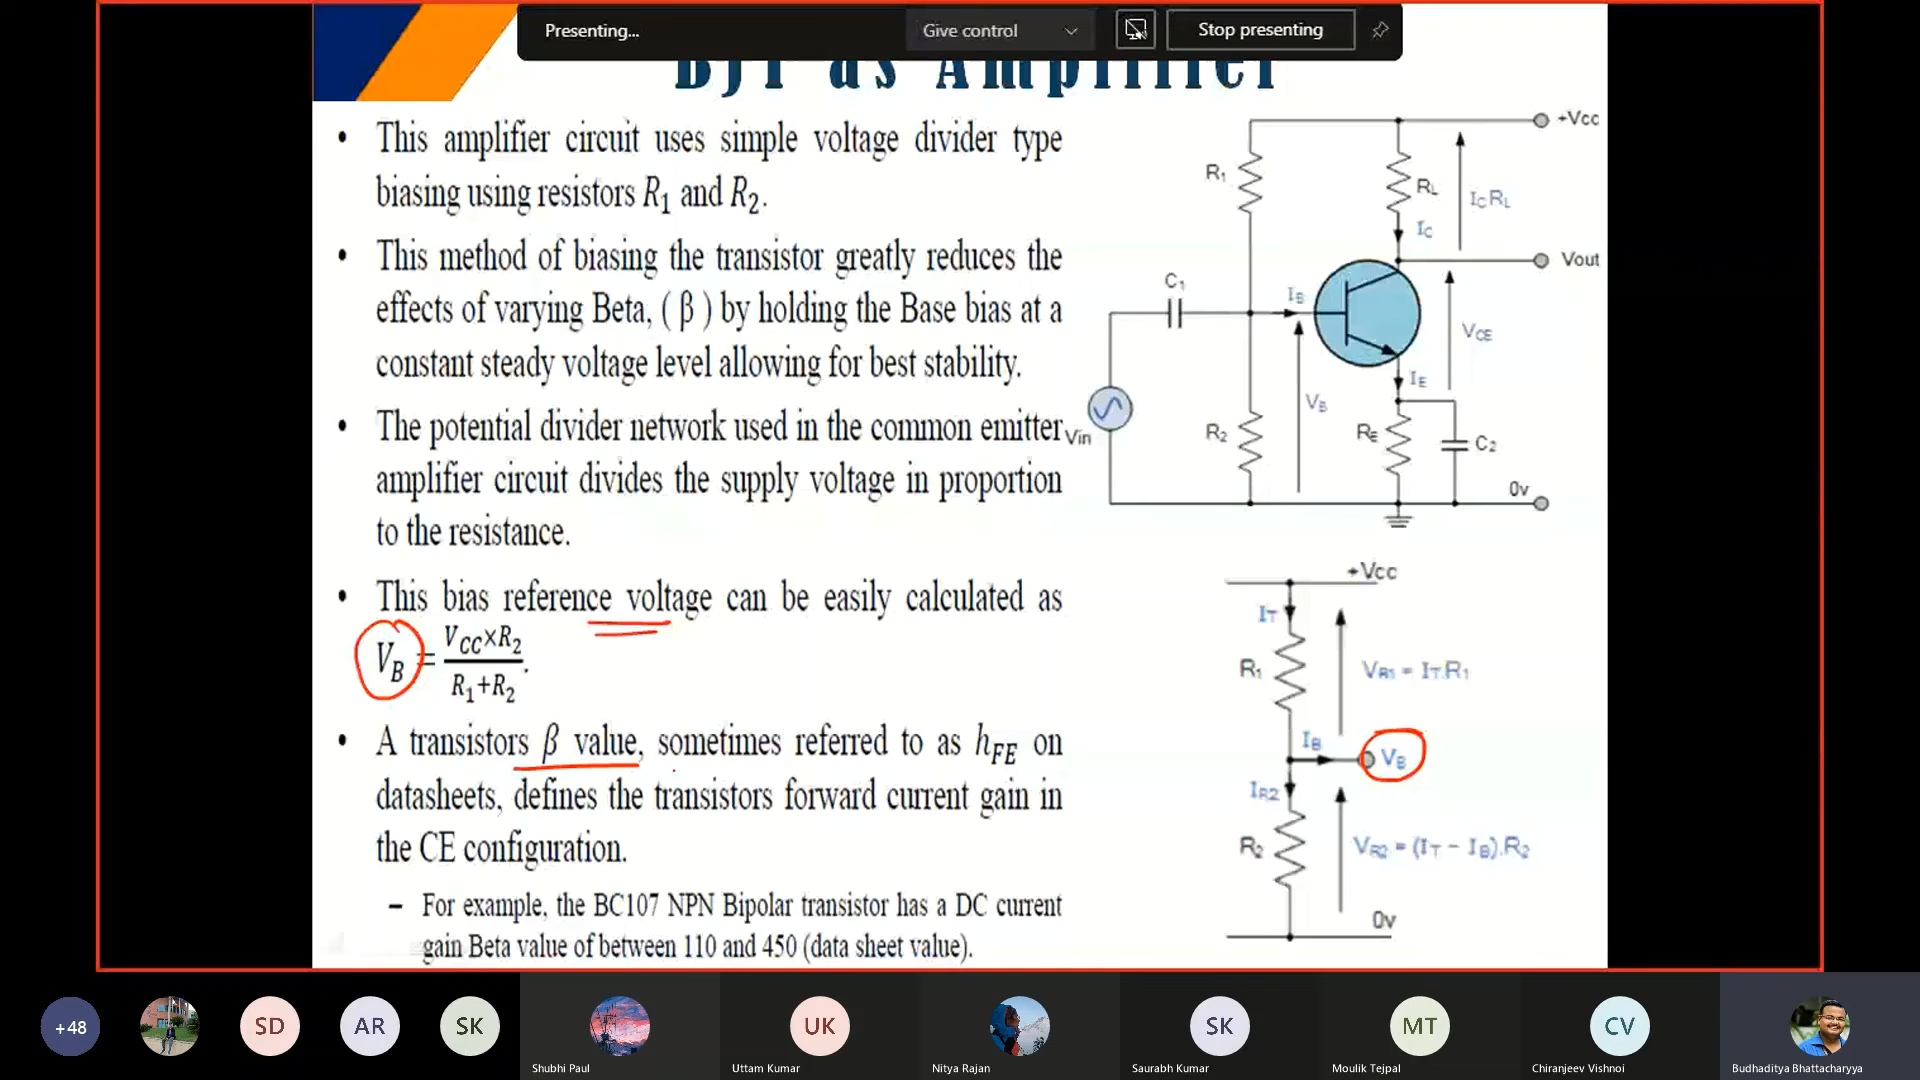 Presenting...
Give control
Stop presenting
BJT as Amplifier
• This amplifier circuit uses simple voltage divider type
biasing using resistors R₁ and R₂.
• This method of biasing the transistor greatly reduces the
effects of varying Beta, ( β ) by holding the Base bias at a
constant steady voltage level allowing for best stability.
• The potential divider network used in the common emitter
amplifier circuit divides the supply voltage in proportion
to the resistance.
• This bias reference voltage can be easily calculated as
V_B = V_CC×R₂ / R₁+R₂.
• A transistors β value, sometimes referred to as h_FE on
datasheets, defines the transistors forward current gain in
the CE configuration.
– For example, the BC107 NPN Bipolar transistor has a DC current
gain Beta value of between 110 and 450 (data sheet value).
+Vcc
R₁
RL
ICRL
IC
Vout
C₁
IB
VCE
IE
VB
Vin
R₂
RE
C₂
0v
+Vcc
IT
R₁
VR1 = IT.R₁
IB
VB
IR2
R₂
VR2 = (IT – IB).R₂
0v
+48
SD
AR
SK
Shubhi Paul
UK
Uttam Kumar
Nitya Rajan
SK
Saurabh Kumar
MT
Moulik Tejpal
CV
Chiranjeev Vishnoi
Budhaditya Bhattacharyya